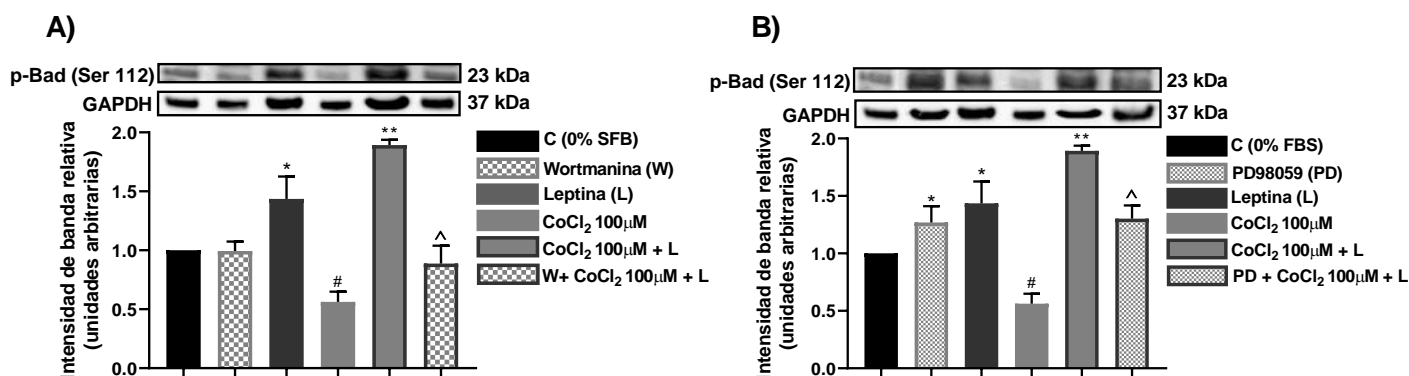 A)
p-Bad (Ser 112)
23 kDa
GAPDH
37 kDa
Intensidad de banda relativa
(unidades arbitrarias)
2.0
1.5
1.0
0.5
0.0
*
#
**
^
C (0% SFB)
Wortmanina (W)
Leptina (L)
CoCl₂ 100μM
CoCl₂ 100μM + L
W+ CoCl₂ 100μM + L
B)
p-Bad (Ser 112)
23 kDa
GAPDH
37 kDa
Intensidad de banda relativa
(unidades arbitrarias)
2.0
1.5
1.0
0.5
0.0
*
*
#
**
^
C (0% FBS)
PD98059 (PD)
Leptina (L)
CoCl₂ 100μM
CoCl₂ 100μM + L
PD + CoCl₂ 100μM + L